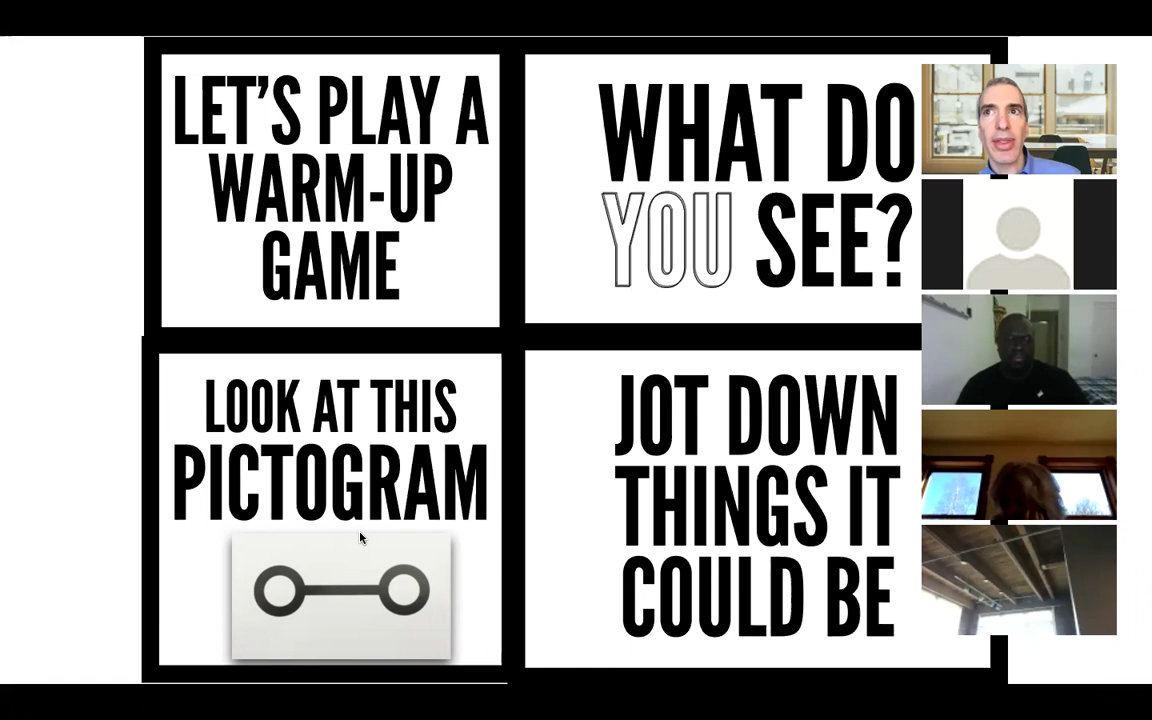 LET'S PLAY A
WARM-UP
GAME
WHAT DO
YOU SEE?
LOOK AT THIS
PICTOGRAM
JOT DOWN
THINGS IT
COULD BE